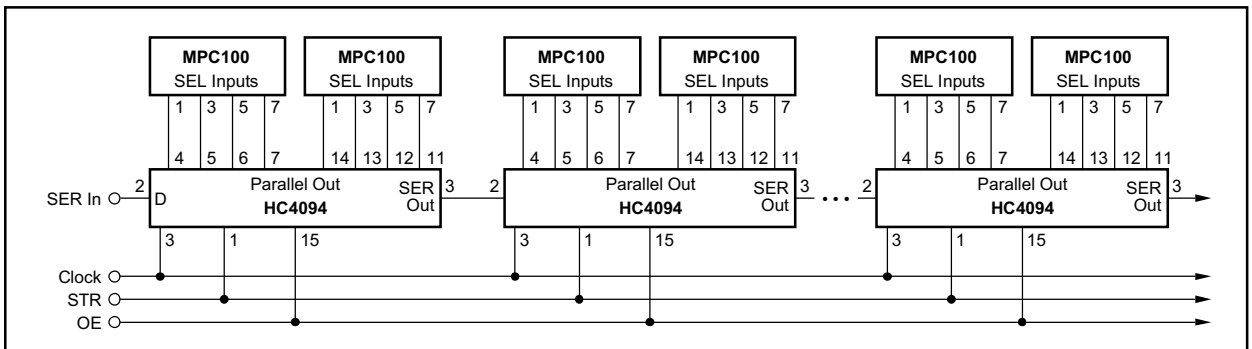 MPC100 MPC100 MPC100 MPC100 MPC100 MPC100
SEL Inputs SEL Inputs SEL Inputs SEL Inputs SEL Inputs SEL Inputs
1 3 5 7 1 3 5 7 1 3 5 7 1 3 5 7 1 3 5 7 1 3 5 7
4 5 6 7 14 13 12 11 4 5 6 7 14 13 12 11 4 5 6 7 14 13 12 11
SER In 2 D Parallel Out SER 3 2 Parallel Out SER 3 • • • 2 Parallel Out SER 3
HC4094 Out HC4094 Out HC4094 Out
3 1 15 3 1 15 3 1 15
Clock
STR
OE